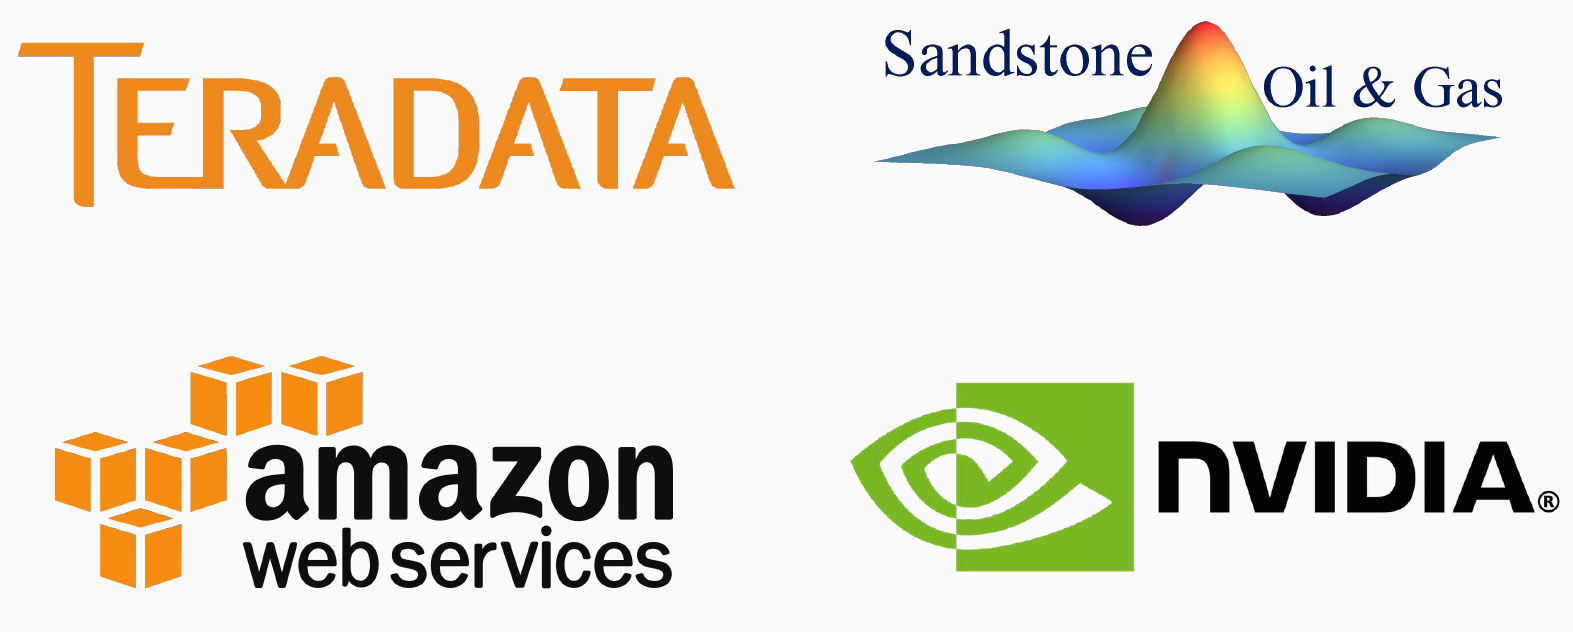 TERADATA
Sandstone
Oil & Gas
amazon
web services
nVIDIA®